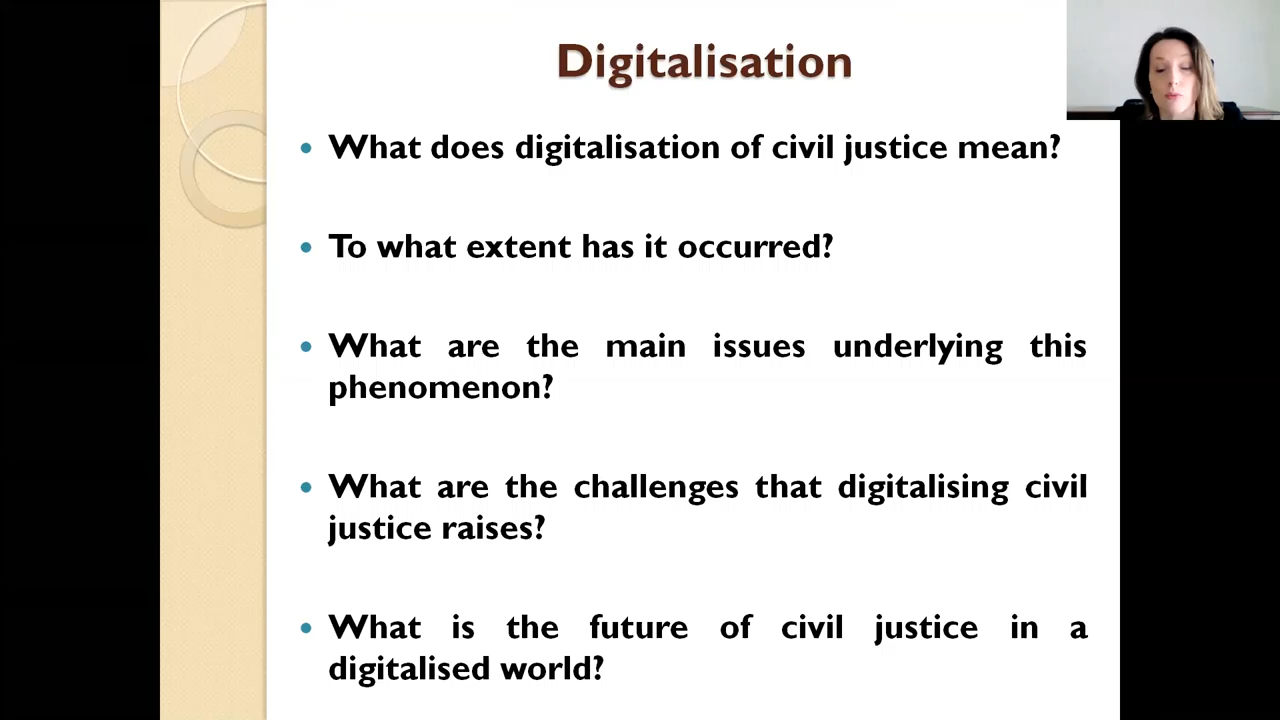 Digitalisation
• What does digitalisation of civil justice mean?
• To what extent has it occurred?
• What are the main issues underlying this
phenomenon?
• What are the challenges that digitalising civil
justice raises?
• What is the future of civil justice in a
digitalised world?